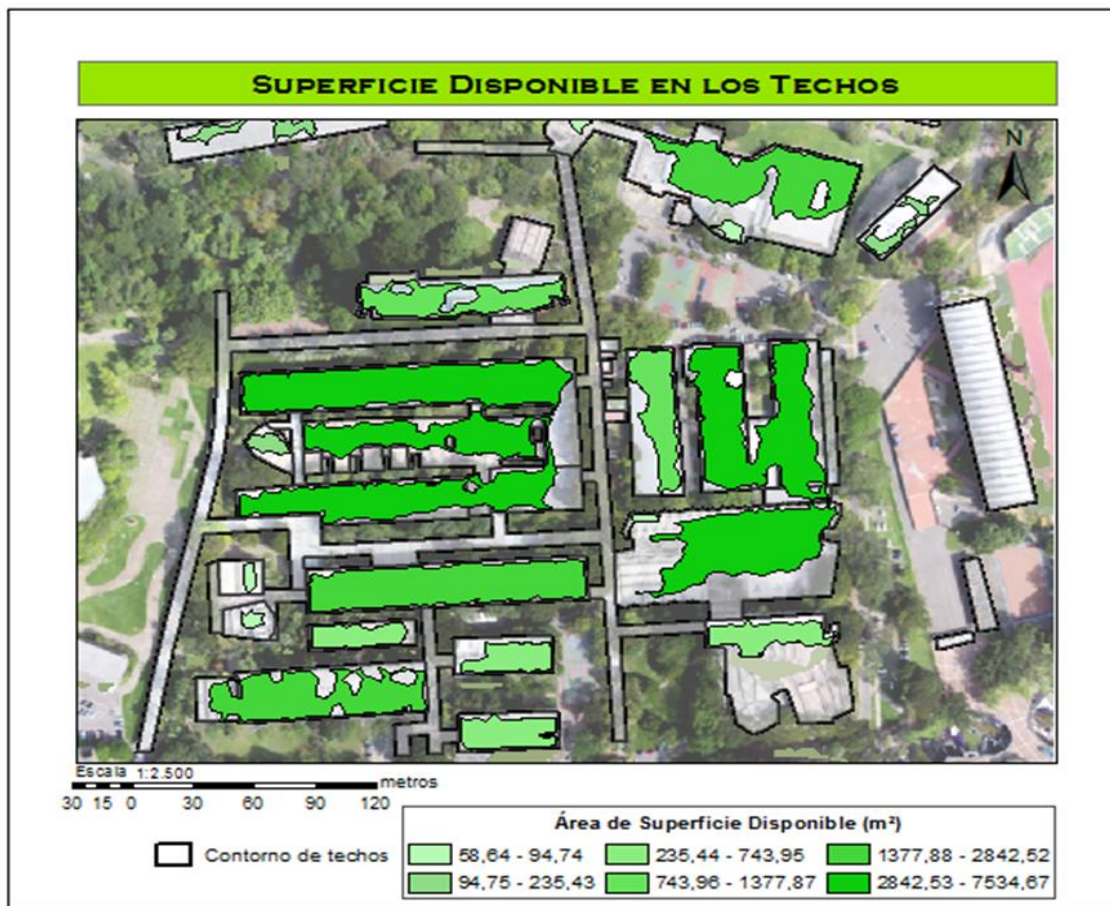 SUPERFICIE DISPONIBLE EN LOS TECHOS
N
Escala 1:2.500
metros
30 15 0 30 60 90 120
Contorno de techos
Área de Superficie Disponible (m²)
58,64 - 94,74 235,44 - 743,95 1377,88 - 2842,52
94,75 - 235,43 743,96 - 1377,87 2842,53 - 7534,67